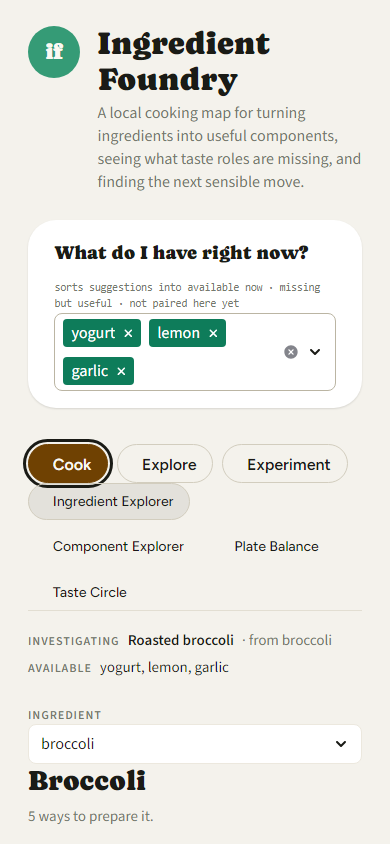 if
Ingredient
Foundry
A local cooking map for turning
ingredients into useful components,
seeing what taste roles are missing, and
finding the next sensible move.
What do I have right now?
sorts suggestions into available now · missing
but useful · not paired here yet
yogurt × lemon ×
garlic ×
Cook Explore Experiment
Ingredient Explorer
Component Explorer Plate Balance
Taste Circle
INVESTIGATING Roasted broccoli · from broccoli
AVAILABLE yogurt, lemon, garlic
INGREDIENT
broccoli
Broccoli
5 ways to prepare it.